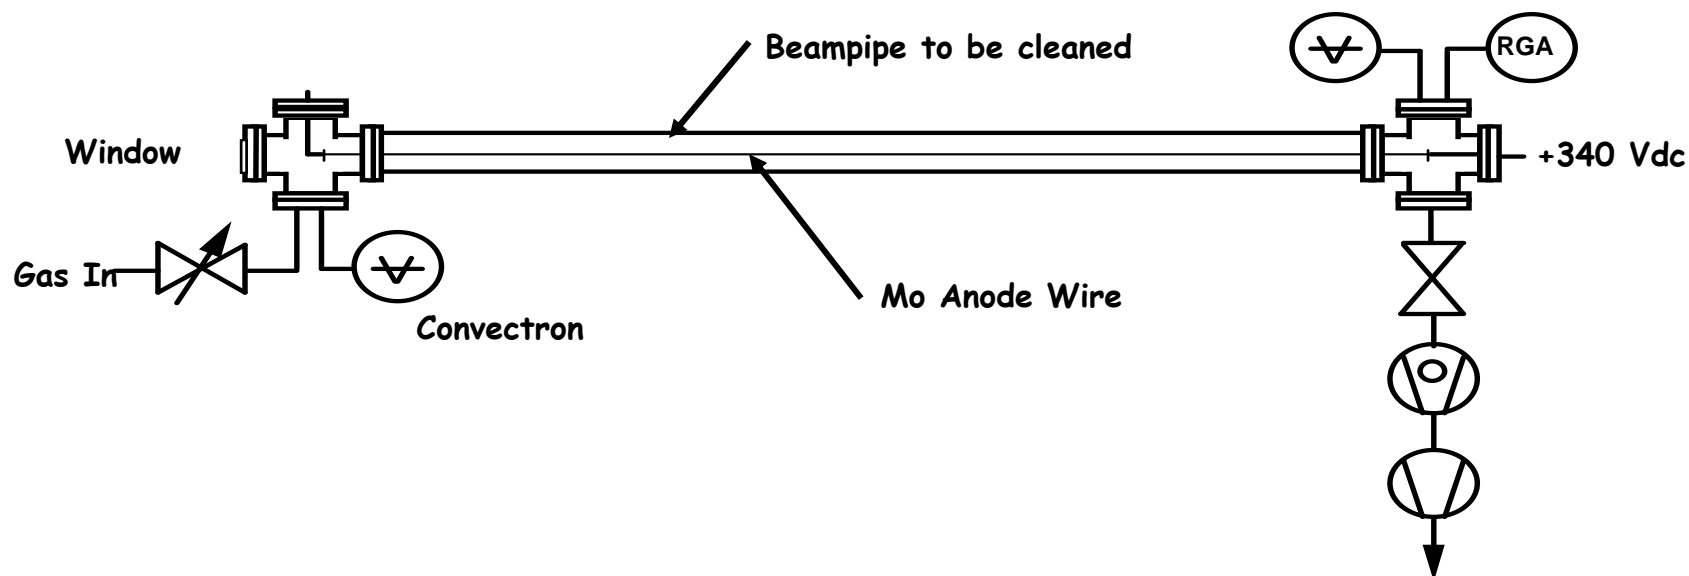 Beampipe to be cleaned
RGA
Window
+340 Vdc
Gas In
Mo Anode Wire
Convectron